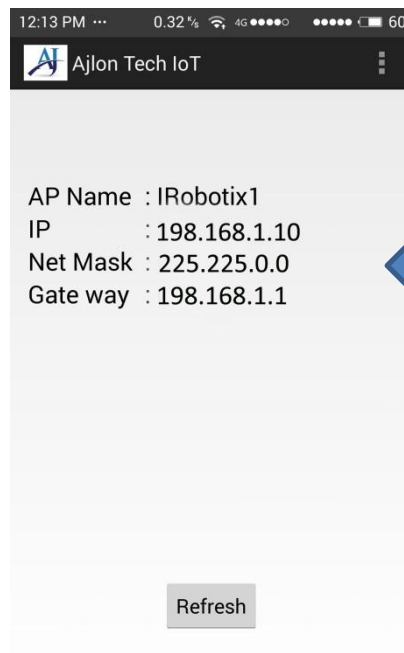 12:13 PM ... 0.32 K/s 4G 60
AJ Ajlon Tech IoT
AP Name : IRobotix1
IP : 198.168.1.10
Net Mask : 225.225.0.0
Gate way : 198.168.1.1
Refresh